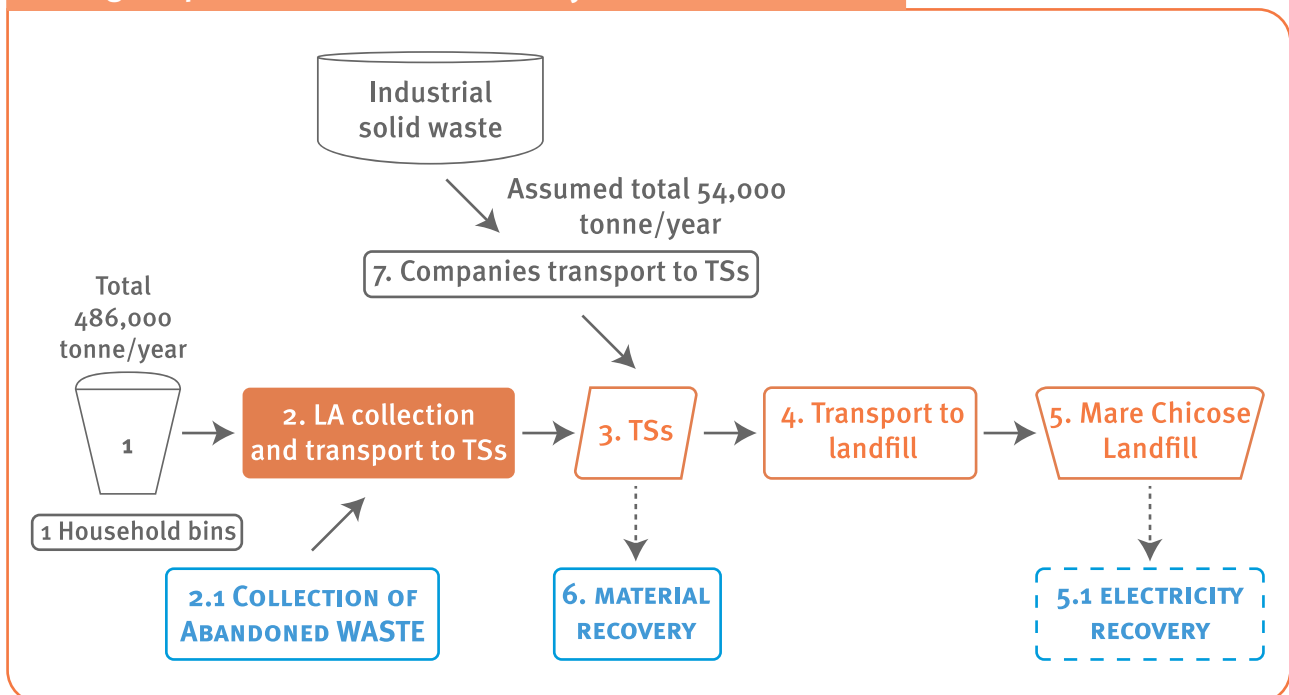 Industrial
solid waste
Assumed total 54,000
tonne/year
7. Companies transport to TSs
Total
486,000
tonne/year
1
1 Household bins
2. LA collection
and transport to TSs
3. TSs
4. Transport to
landfill
5. Mare Chicose
Landfill
2.1 COLLECTION OF
ABANDONED WASTE
6. MATERIAL
RECOVERY
5.1 ELECTRICITY
RECOVERY